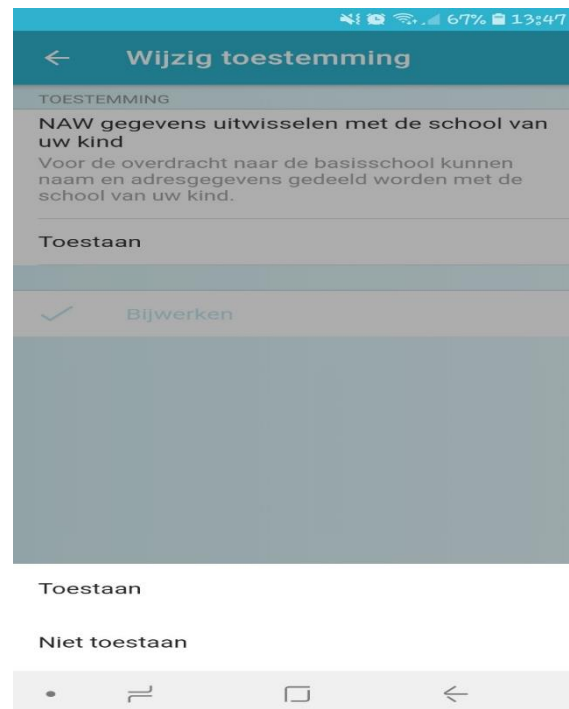 67% 13:47
Wijzig toestemming
TOESTEMMING
NAW gegevens uitwisselen met de school van
uw kind
Voor de overdracht naar de basisschool kunnen
naam en adresgegevens gedeeld worden met de
school van uw kind.
Toestaan
Bijwerken
Toestaan
Niet toestaan